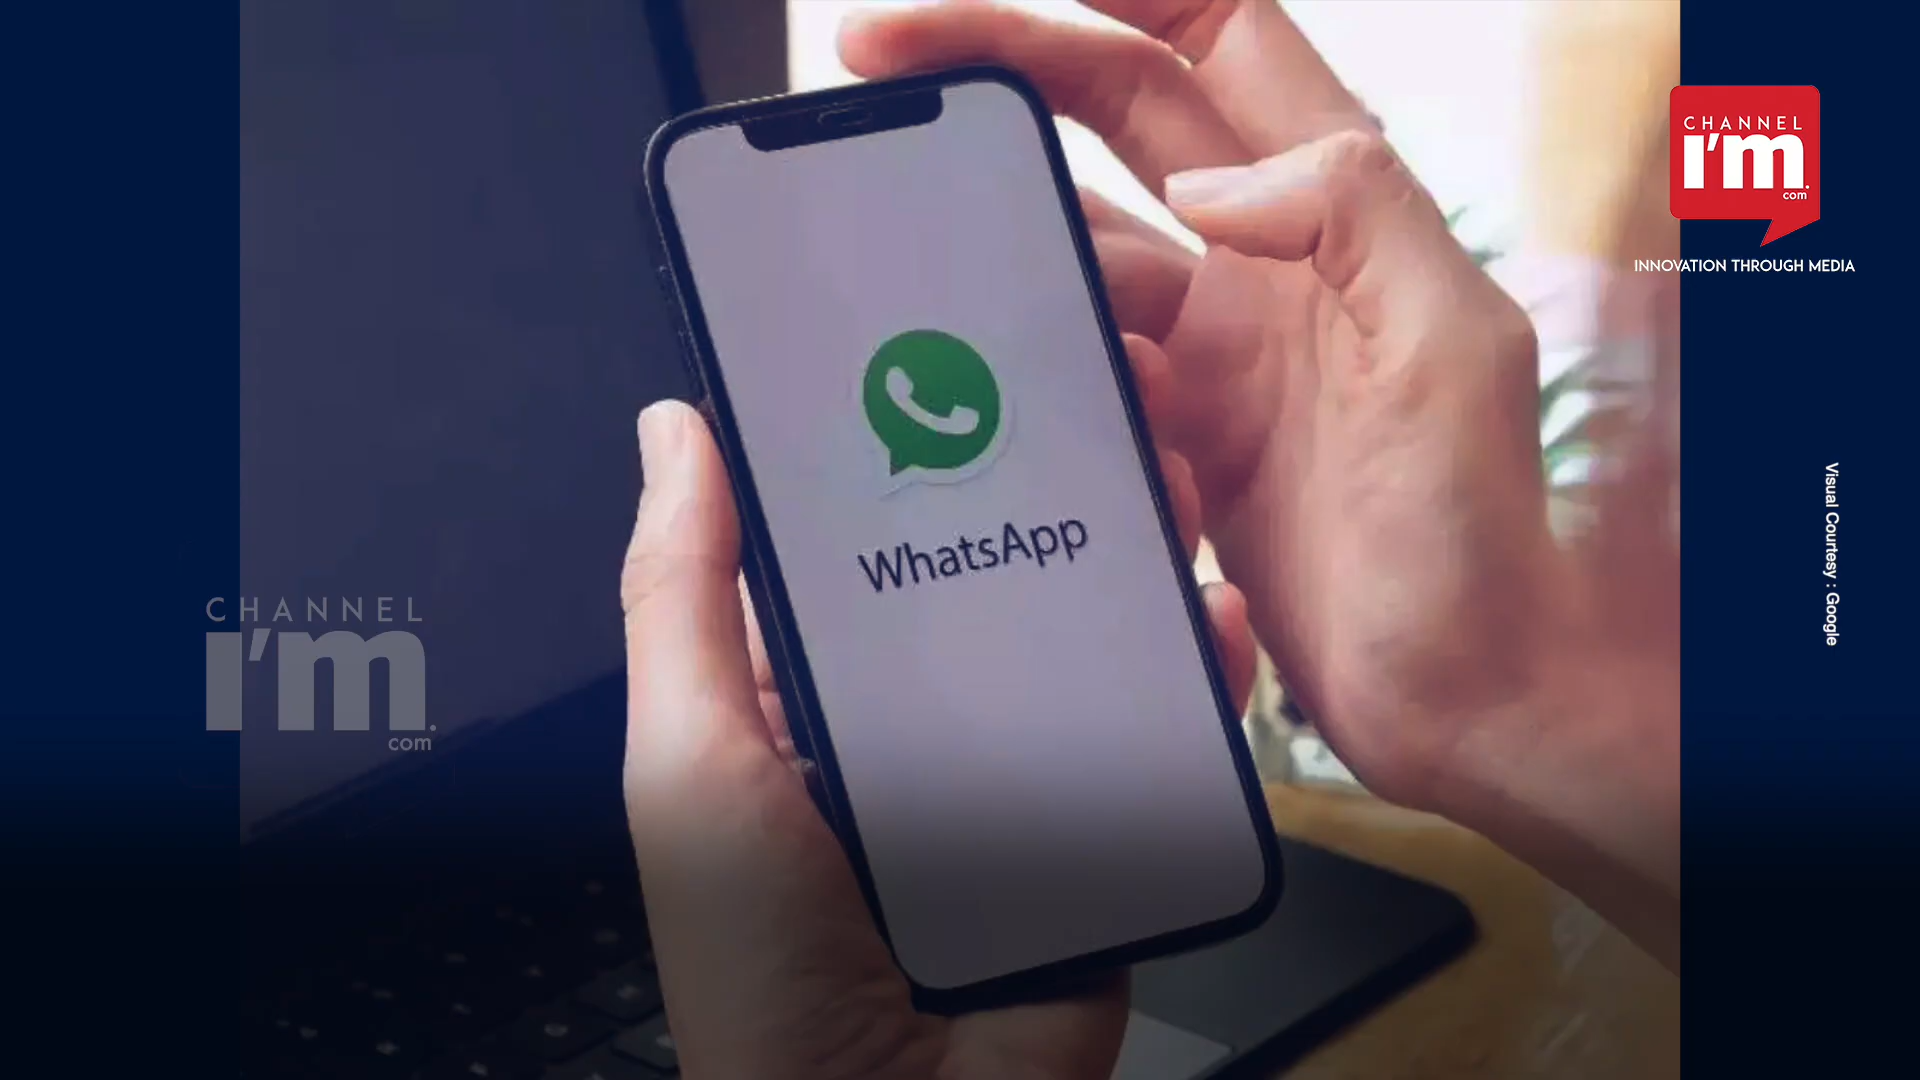 CHANNEL
I'm.
com
INNOVATION THROUGH MEDIA
WhatsApp
Visual Courtesy : Google
CHANNEL
I'm.
com